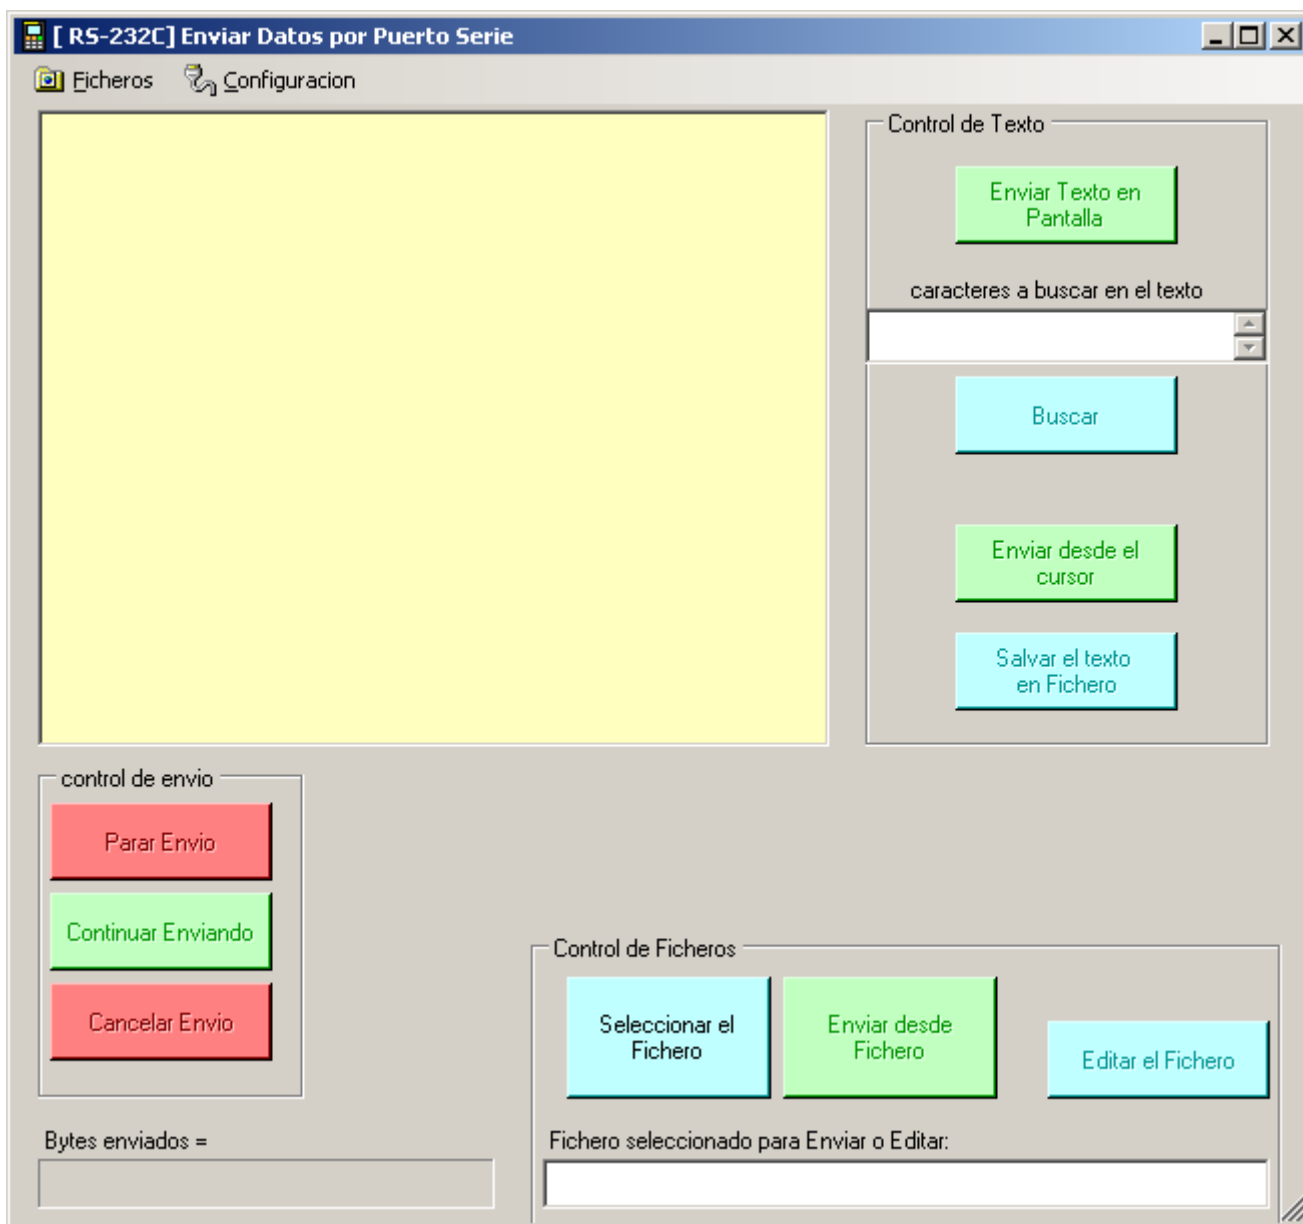 [ RS-232C] Enviar Datos por Puerto Serie
Ficheros Configuracion
Control de Texto
Enviar Texto en
Pantalla
caracteres a buscar en el texto
Buscar
Enviar desde el
cursor
Salvar el texto
en Fichero
control de envio
Parar Envio
Continuar Enviando
Cancelar Envio
Bytes enviados =
Control de Ficheros
Seleccionar el
Fichero
Enviar desde
Fichero
Editar el Fichero
Fichero seleccionado para Enviar o Editar: